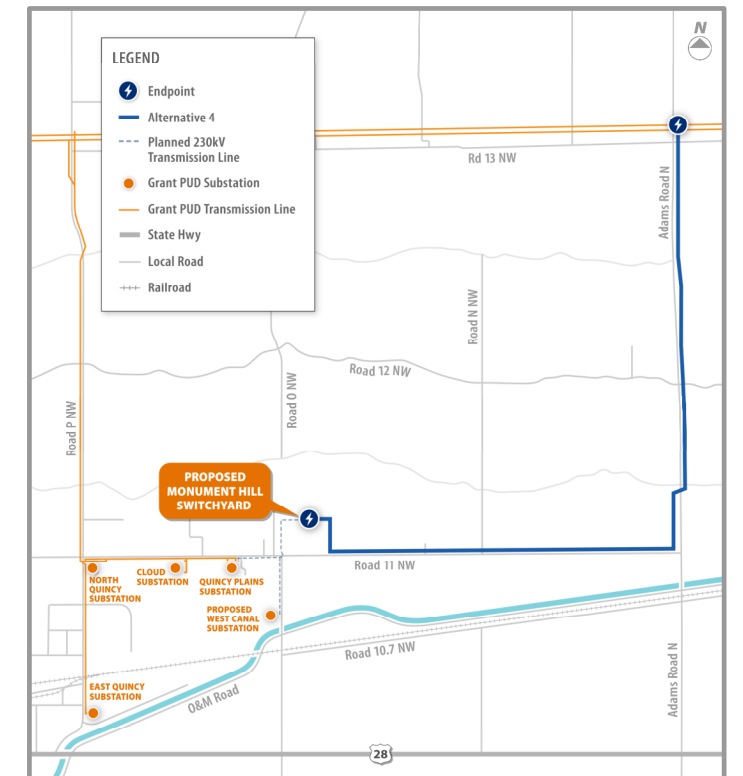 N
LEGEND
Endpoint
Alternative 4
Planned 230kV
Transmission Line
Grant PUD Substation
Grant PUD Transmission Line
State Hwy
Local Road
Railroad
Rd 13 NW
Adams Road N
Road N NW
Road 12 NW
Road O NW
Road P NW
PROPOSED
MONUMENT HILL
SWITCHYARD
Road 11 NW
NORTH
QUINCY
SUBSTATION
CLOUD
SUBSTATION
QUINCY PLAINS
SUBSTATION
PROPOSED
WEST CANAL
SUBSTATION
Road 10.7 NW
Adams Road N
EAST QUINCY
SUBSTATION
O&M Road
28